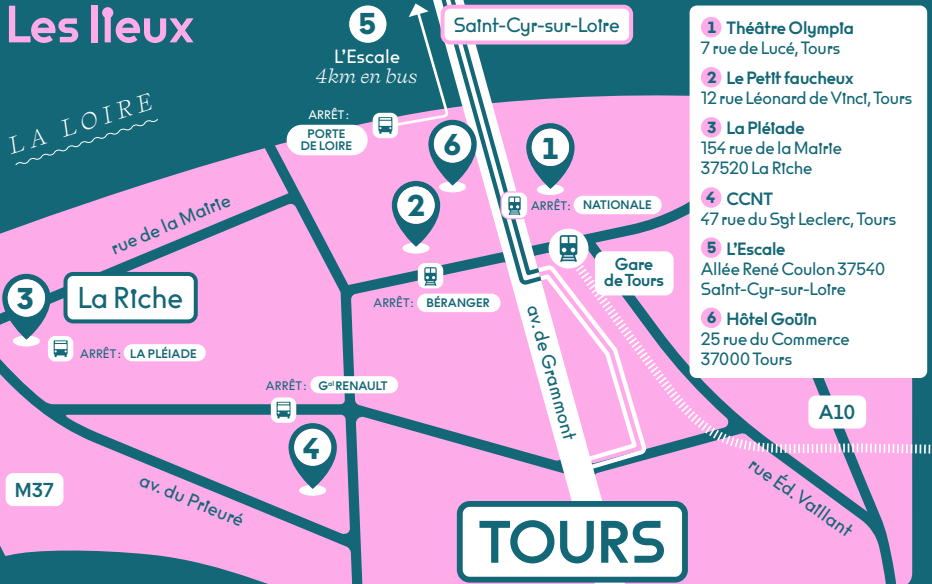 Les lieux
5
L'Escale
4km en bus
Saint-Cyr-sur-Loire
LA LOIRE
ARRÊT :
PORTE
DE LOIRE
6
1
2
ARRÊT : NATIONALE
rue de la Mairie
Gare
de Tours
3
La Riche
ARRÊT : BÉRANGER
ARRÊT : LA PLÉIADE
av. de Grammont
ARRÊT : Gal RENAULT
4
A10
M37
av. du Prieuré
rue Éd. Vaillant
TOURS
1 Théâtre Olympia
7 rue de Lucé, Tours
2 Le Petit faucheux
12 rue Léonard de Vinci, Tours
3 La Pléiade
154 rue de la Mairie
37520 La Riche
4 CCNT
47 rue du Sgt Leclerc, Tours
5 L'Escale
Allée René Coulon 37540
Saint-Cyr-sur-Loire
6 Hôtel Goüin
25 rue du Commerce
37000 Tours